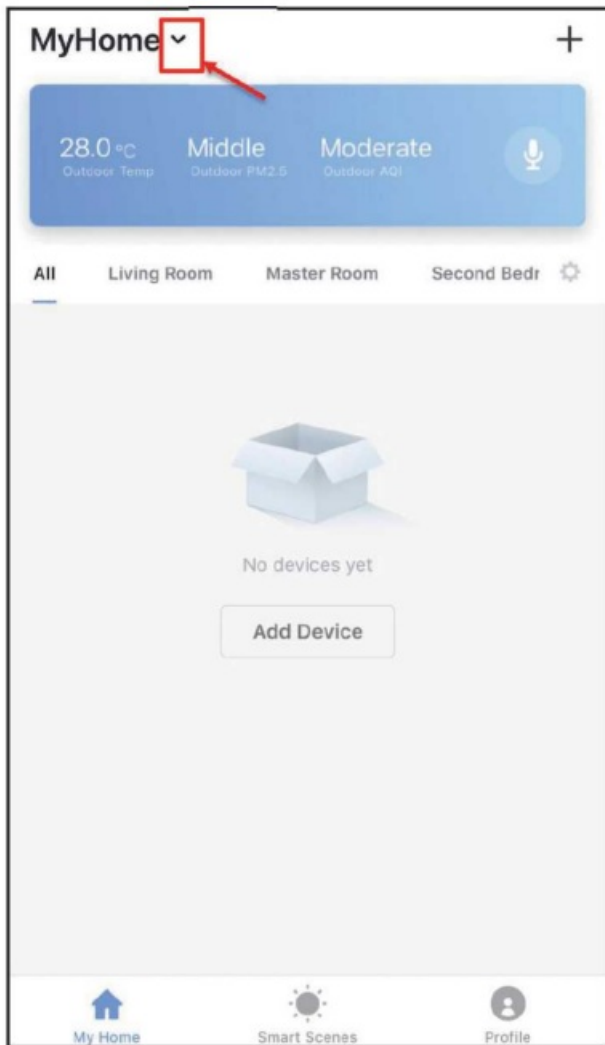 MyHome
28.0 °C Middle Moderate
Outdoor Temp Outdoor PM2.5 Outdoor AQI
All Living Room Master Room Second Bedr
No devices yet
Add Device
My Home Smart Scenes Profile